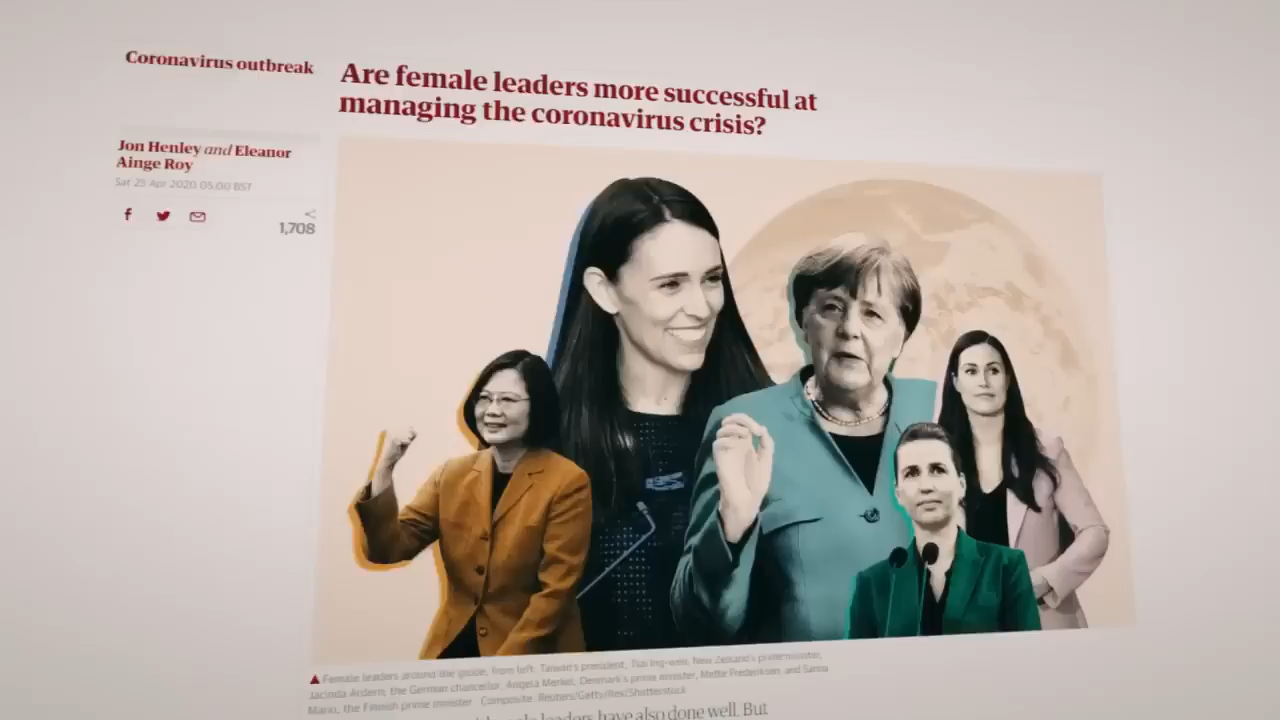 Coronavirus outbreak
Are female leaders more successful at
managing the coronavirus crisis?
Jon Henley and Eleanor
Ainge Roy
Sat 25 Apr 2020 05.00 BST
1,708
Female leaders around the globe, from left: Taiwan's president, Tsai Ing-wen, New Zealand's prime minister,
Jacinda Ardern, the German chancellor, Angela Merkel, Denmark's prime minister, Mette Frederiksen, and Sanna
Marin, the Finnish prime minister. Composite: Reuters/Getty/Rex/Shutterstock
leaders have also done well. But